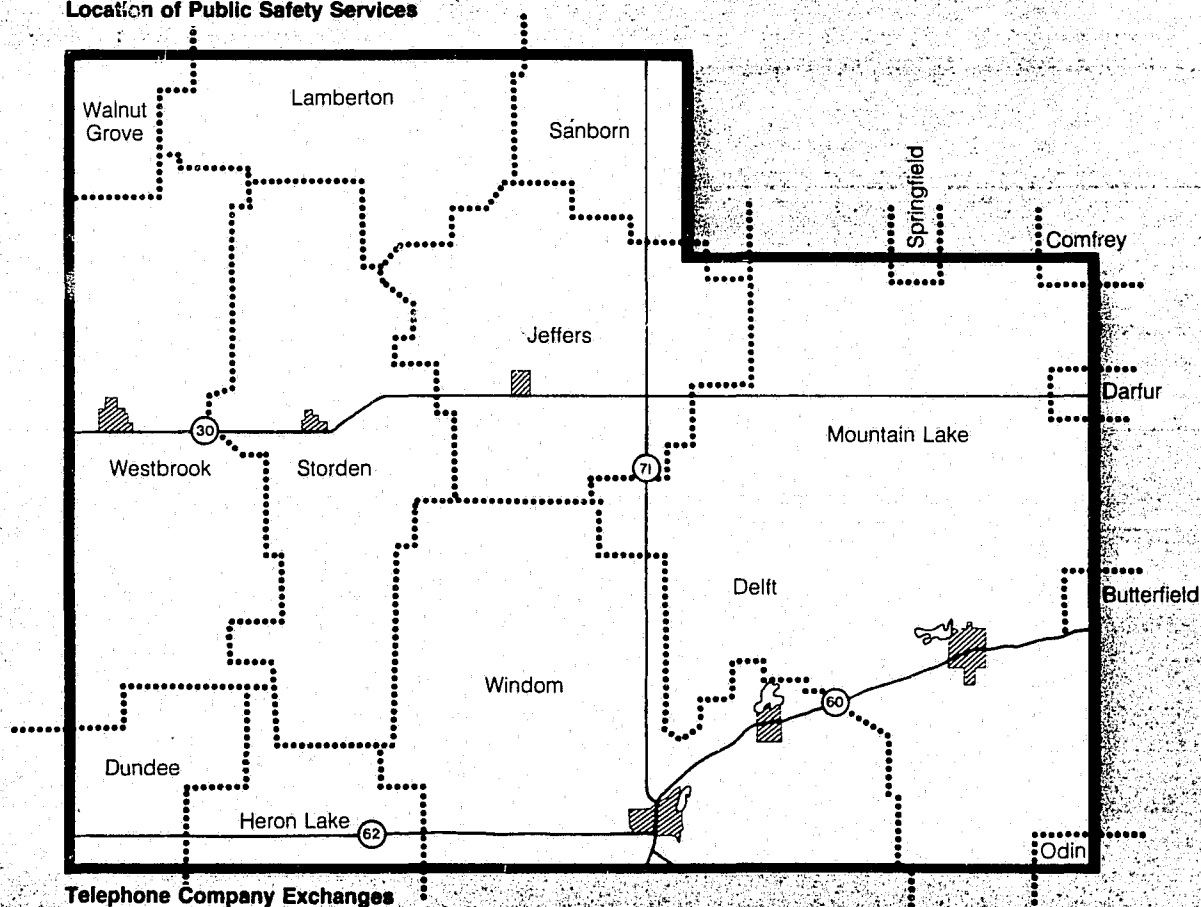 Location of Public Safety Services
Walnut
Grove
Lamberton
Sanborn
Springfield
Comfrey
Jeffers
Darfur
30
Westbrook
Storden
71
Mountain Lake
Delft
Butterfield
Windom
60
Dundee
Heron Lake
62
Odin
Telephone Company Exchanges